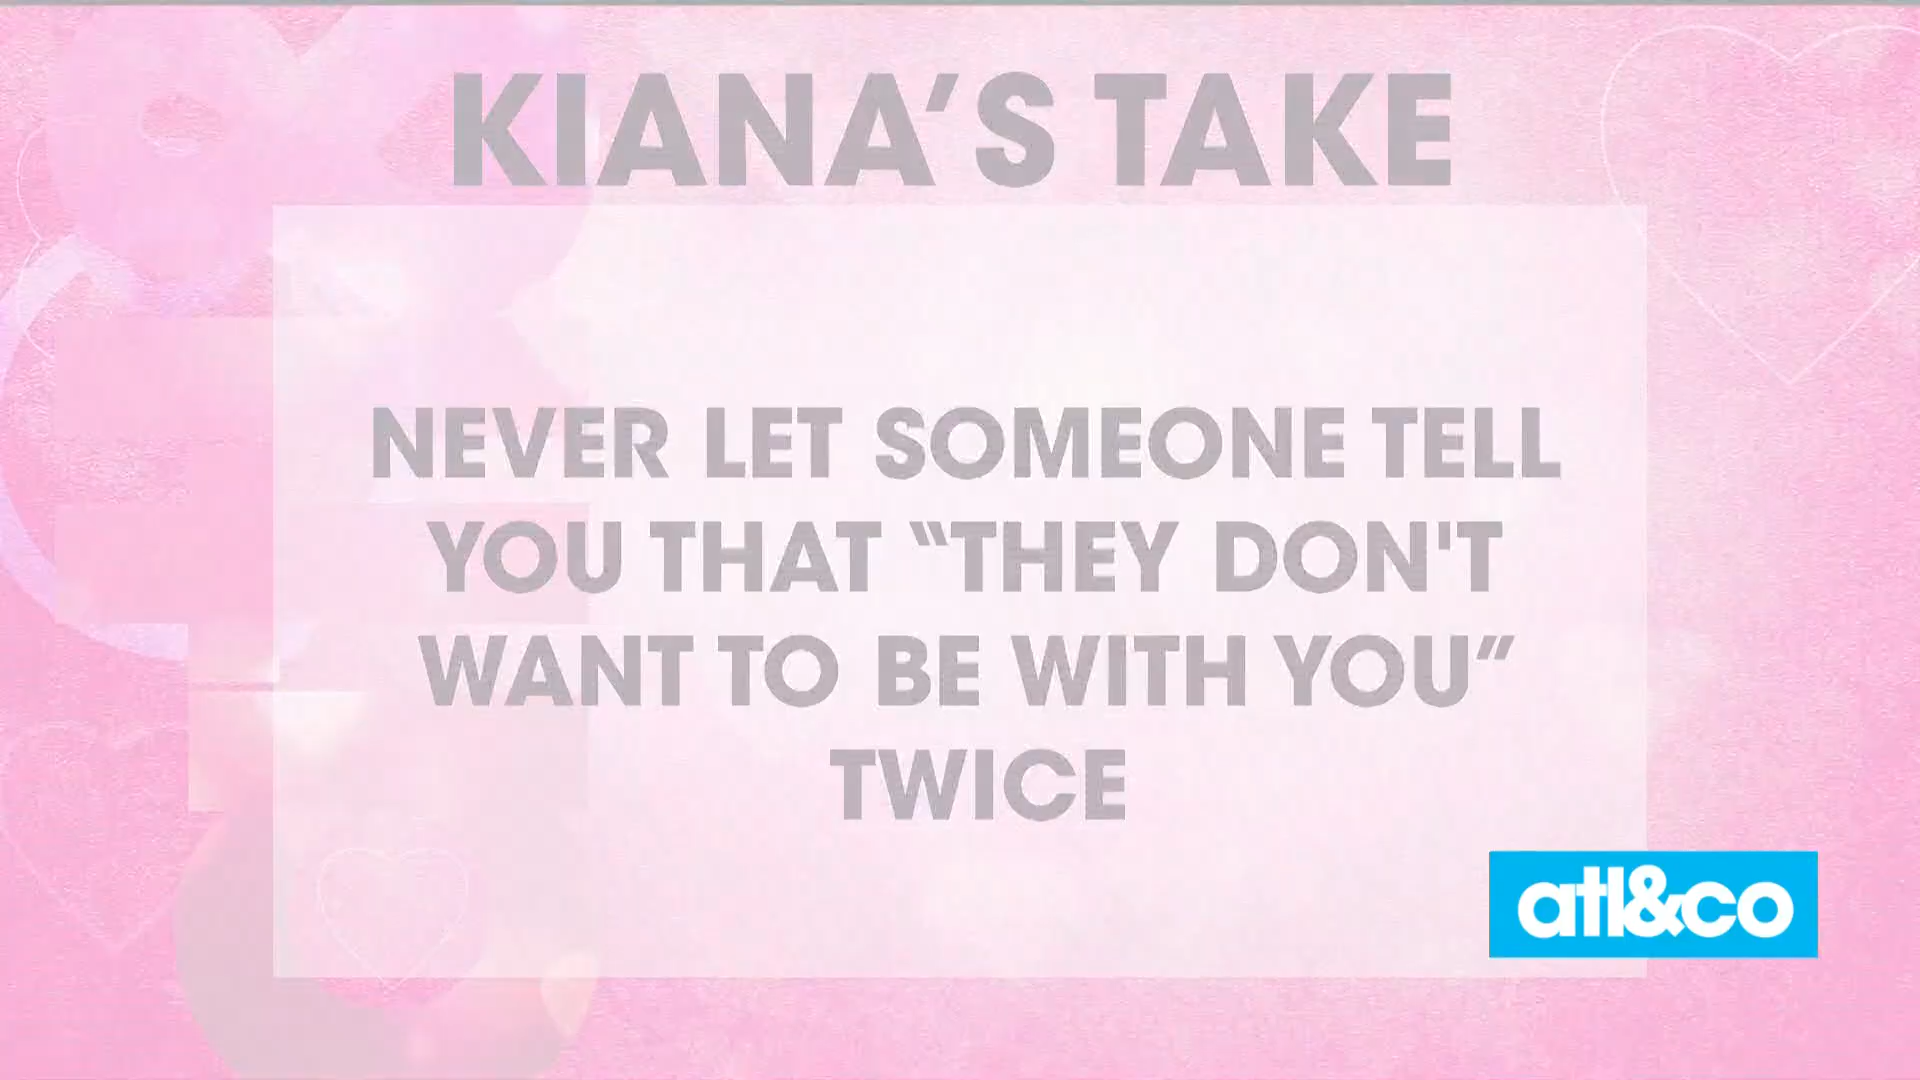 KIANA’S TAKE
NEVER LET SOMEONE TELL
YOU THAT “THEY DON'T
WANT TO BE WITH YOU”
TWICE
atl&co